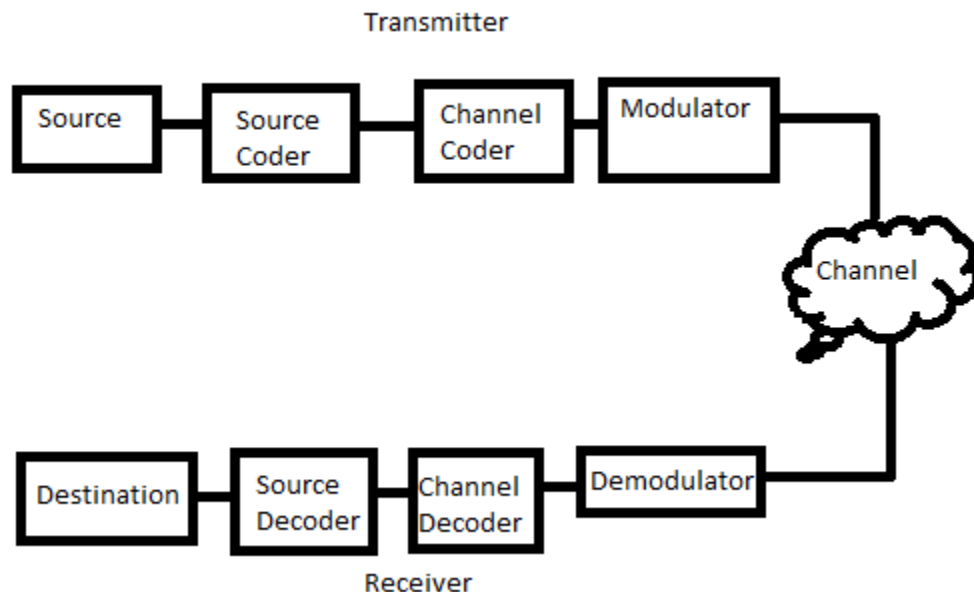 Transmitter
Source
Source
Coder
Channel
Coder
Modulator
Channel
Destination
Source
Decoder
Channel
Decoder
Demodulator
Receiver